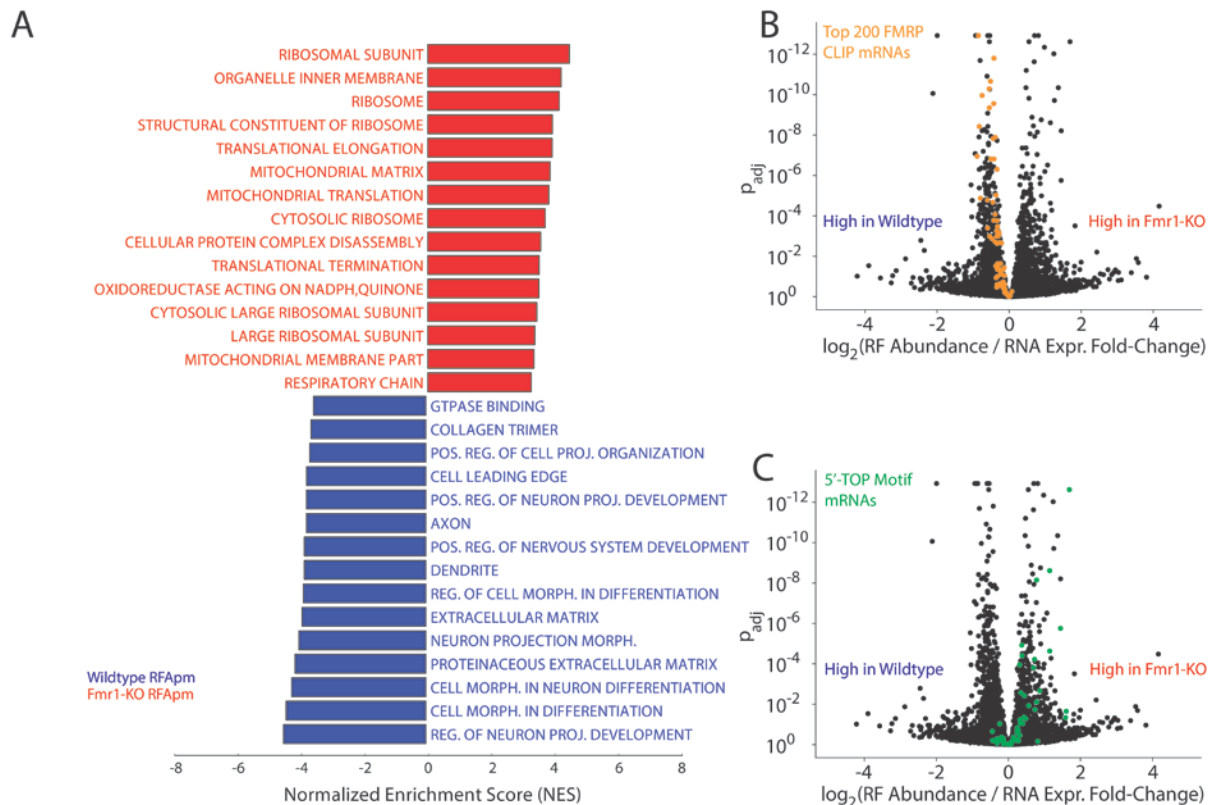 A
RIBOSOMAL SUBUNIT
ORGANELLE INNER MEMBRANE
RIBOSOME
STRUCTURAL CONSTITUENT OF RIBOSOME
TRANSLATIONAL ELONGATION
MITOCHONDRIAL MATRIX
MITOCHONDRIAL TRANSLATION
CYTOSOLIC RIBOSOME
CELLULAR PROTEIN COMPLEX DISASSEMBLY
TRANSLATIONAL TERMINATION
OXIDOREDUCTASE ACTING ON NADPH,QUINONE
CYTOSOLIC LARGE RIBOSOMAL SUBUNIT
LARGE RIBOSOMAL SUBUNIT
MITOCHONDRIAL MEMBRANE PART
RESPIRATORY CHAIN
GTPASE BINDING
COLLAGEN TRIMER
POS. REG. OF CELL PROJ. ORGANIZATION
CELL LEADING EDGE
POS. REG. OF NEURON PROJ. DEVELOPMENT
AXON
POS. REG. OF NERVOUS SYSTEM DEVELOPMENT
DENDRITE
REG. OF CELL MORPH. IN DIFFERENTIATION
EXTRACELLULAR MATRIX
NEURON PROJECTION MORPH.
PROTEINACEOUS EXTRACELLULAR MATRIX
CELL MORPH. IN NEURON DIFFERENTIATION
CELL MORPH. IN DIFFERENTIATION
REG. OF NEURON PROJ. DEVELOPMENT
Wildtype RFApm
Fmr1-KO RFApm
-8 -6 -4 -2 0 2 4 6 8
Normalized Enrichment Score (NES)
B
Top 200 FMRP
CLIP mRNAs
10^-12
10^-10
10^-8
10^-6
10^-4
10^-2
10^0
p_adj
High in Wildtype
High in Fmr1-KO
-4 -2 0 2 4
log_2(RF Abundance / RNA Expr. Fold-Change)
C
5'-TOP Motif
mRNAs
10^-12
10^-10
10^-8
10^-6
10^-4
10^-2
10^0
p_adj
High in Wildtype
High in Fmr1-KO
-4 -2 0 2 4
log_2(RF Abundance / RNA Expr. Fold-Change)